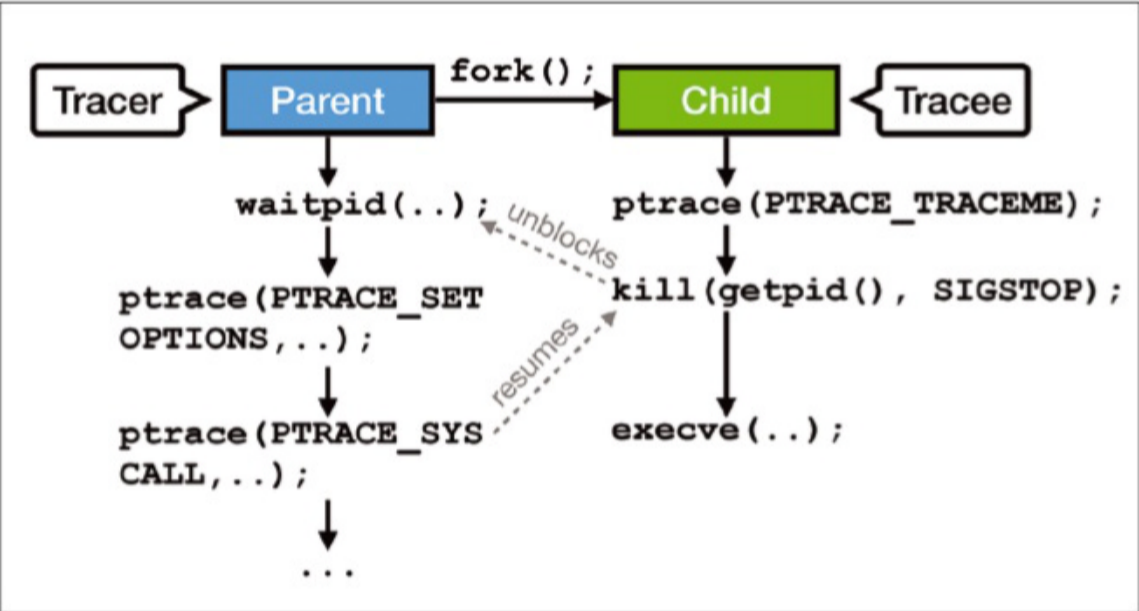 fork();
Tracer
Parent
Child
Tracee
waitpid(..);
unblocks
ptrace(PTRACE_TRACEME);
kill(getpid(), SIGSTOP);
ptrace(PTRACE_SET
OPTIONS,..);
resumes
ptrace(PTRACE_SYS
CALL,..);
execve(..);
...